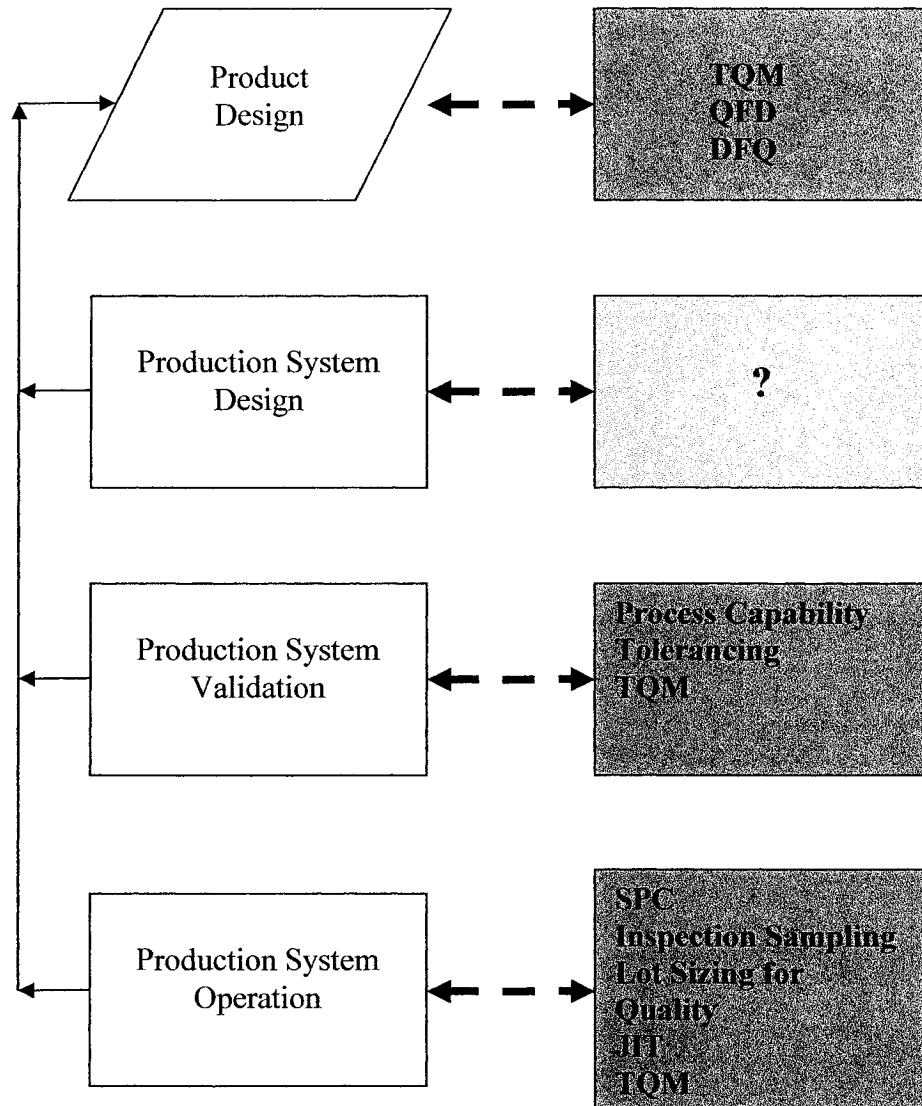 Product
Design
TQM
QFD
DFQ
Production System
Design
?
Production System
Validation
Process Capability
Tolerancing
TQM
Production System
Operation
SPC
Inspection Sampling
Lot Sizing for
Quality
JIT
TQM